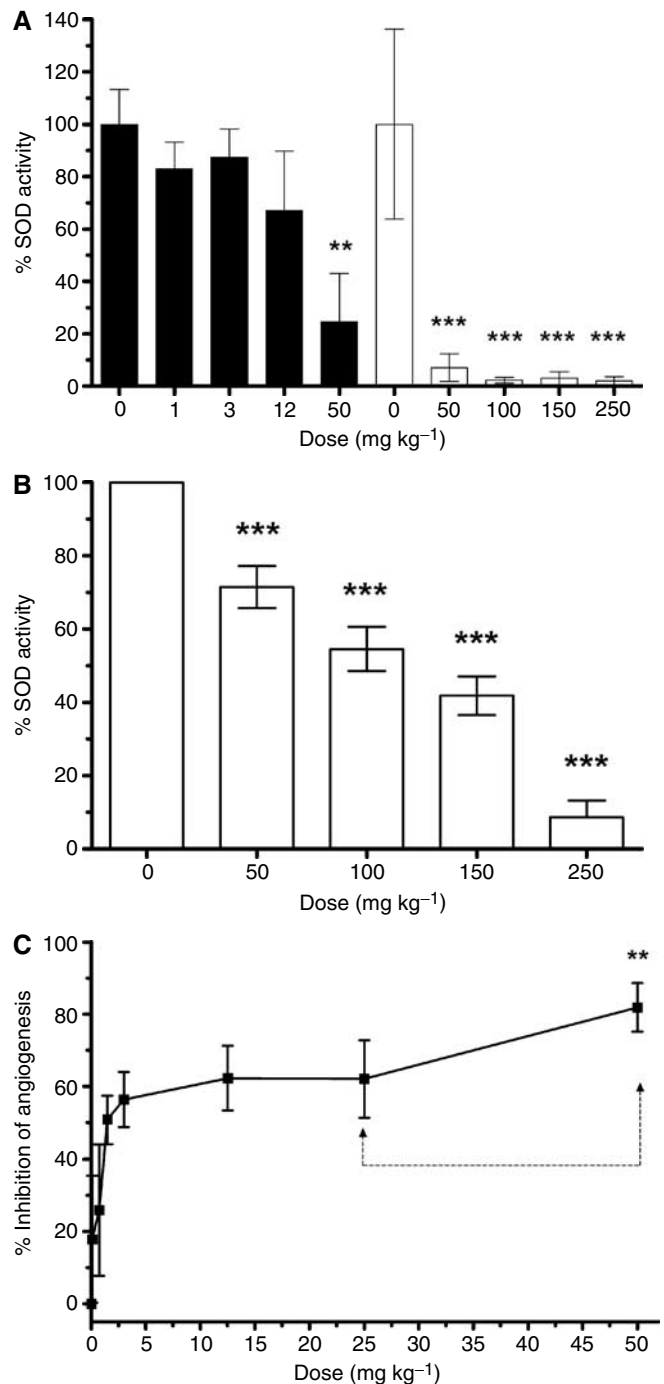 A
140
120
100
80
60
40
20
0
% SOD activity
**
***
***
***
***
0 1 3 12 50 0 50 100 150 250
Dose (mg kg–1)
B
100
80
60
40
20
0
% SOD activity
***
***
***
***
0 50 100 150 250
Dose (mg kg–1)
C
100
80
60
40
20
0
% Inhibition of angiogenesis
**
0 5 10 15 20 25 30 35 40 45 50
Dose (mg kg–1)